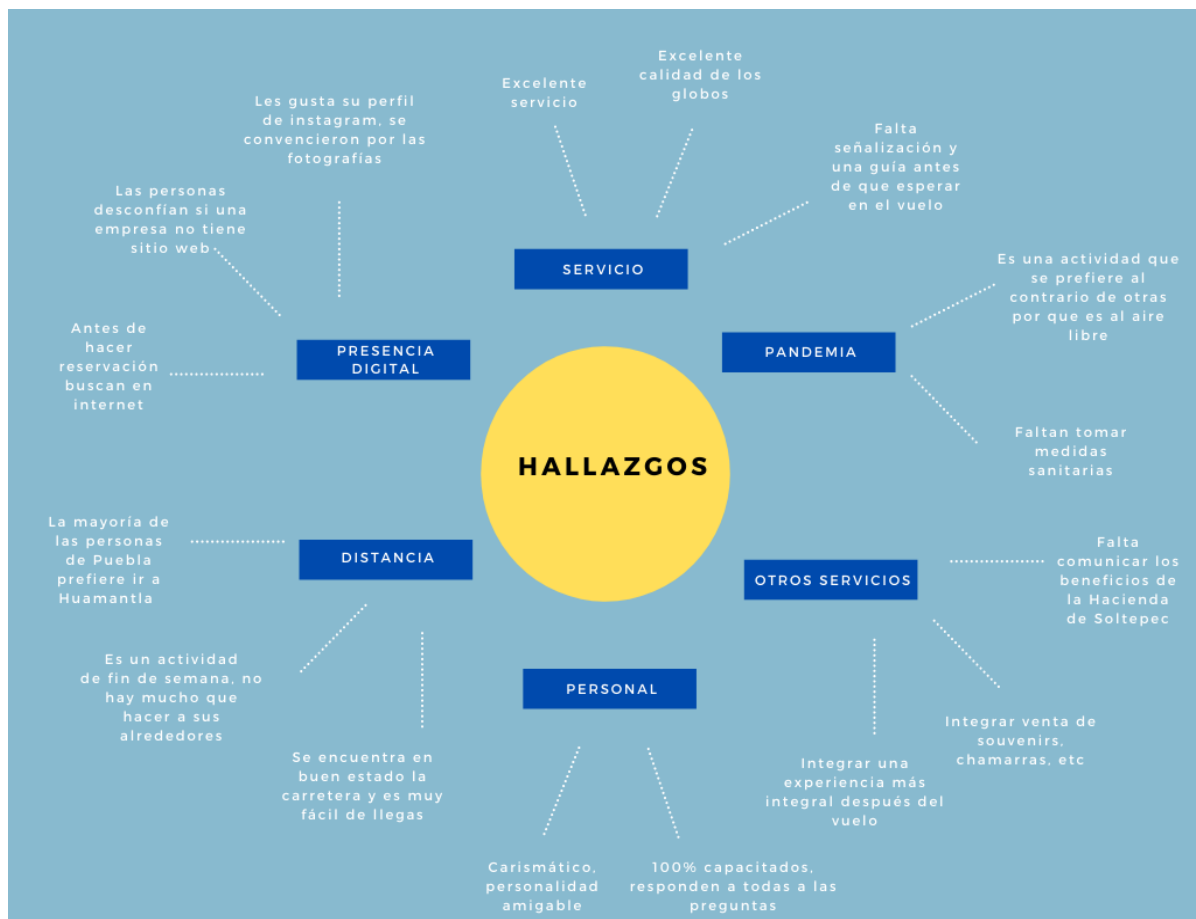 Excelente
servicio
Excelente
calidad de los
globos
Les gusta su perfil
de instagram, se
convencieron por las
fotografías
Falta
señalización y
una guía antes
de que esperar
en el vuelo
Las personas
desconfían si una
empresa no tiene
sitio web
SERVICIO
Es una actividad que
se prefiere al
contrario de otras
por que es al aire
libre
Antes de
hacer
reservación
buscan en
internet
PRESENCIA
DIGITAL
PANDEMIA
Faltan tomar
medidas
sanitarias
HALLAZGOS
La mayoría de
las personas
de Puebla
prefiere ir a
Huamantla
DISTANCIA
OTROS SERVICIOS
Falta
comunicar los
beneficios de
la Hacienda
de Soltepec
Es un actividad
de fin de semana, no
hay mucho que
hacer a sus
alrededores
PERSONAL
Integrar venta de
souvenirs,
chamarras, etc
Se encuentra en
buen estado la
carretera y es muy
fácil de llegas
Integrar una
experiencia más
integral después del
vuelo
Carismático,
personalidad
amigable
100% capacitados,
responden a todas a las
preguntas